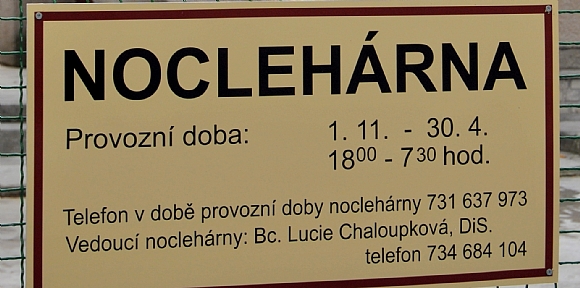 NOCLEHÁRNA
Provozní doba: 1. 11. - 30. 4.
18⁰⁰ - 7³⁰ hod.
Telefon v době provozní doby noclehárny 731 637 973
Vedoucí noclehárny: Bc. Lucie Chaloupková, DiS.
telefon 734 684 104